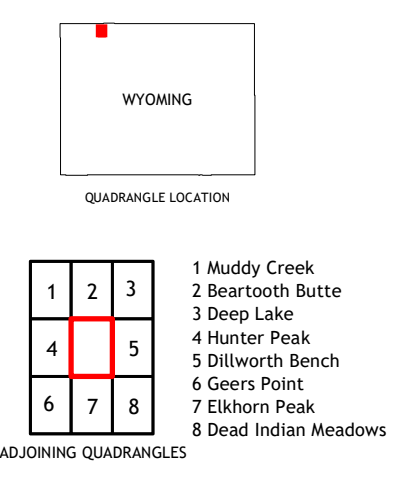 WYOMING
QUADRANGLE LOCATION
1 2 3
4 5
6 7 8
1 Muddy Creek
2 Beartooth Butte
3 Deep Lake
4 Hunter Peak
5 Dillworth Bench
6 Geers Point
7 Elkhorn Peak
8 Dead Indian Meadows
ADJOINING QUADRANGLES